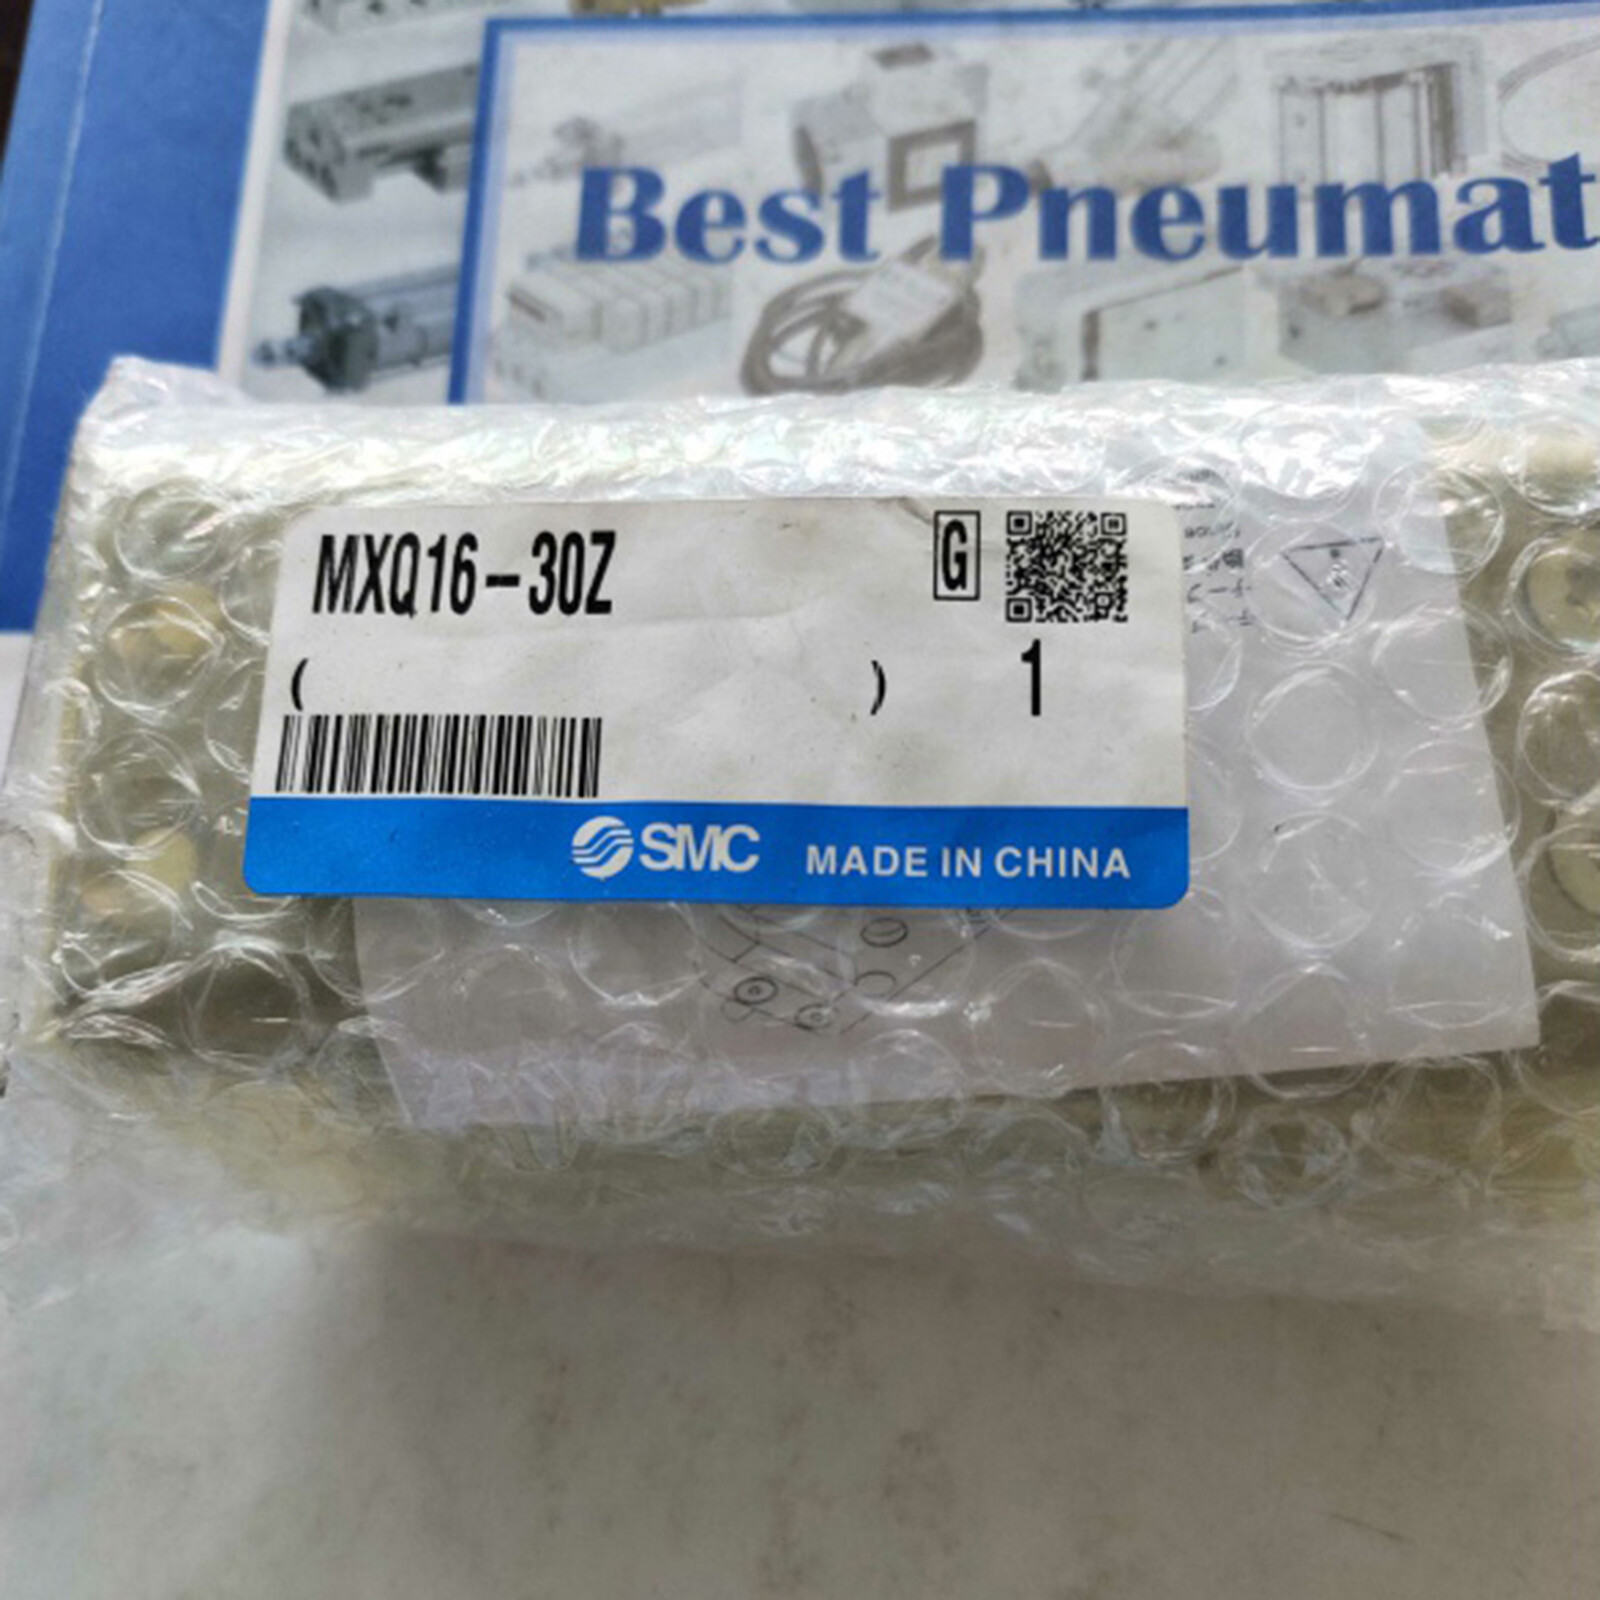 Best Pneumat
MXQ16-30Z
G
( ) 1
SMC MADE IN CHINA